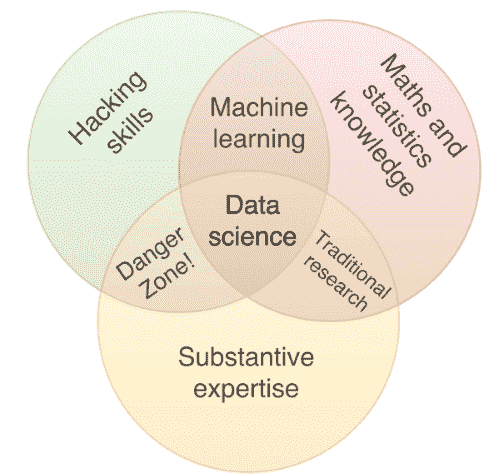 Hacking
skills
Machine
learning
Maths and
statistics
knowledge
Data
science
Danger
Zone!
Traditional
research
Substantive
expertise